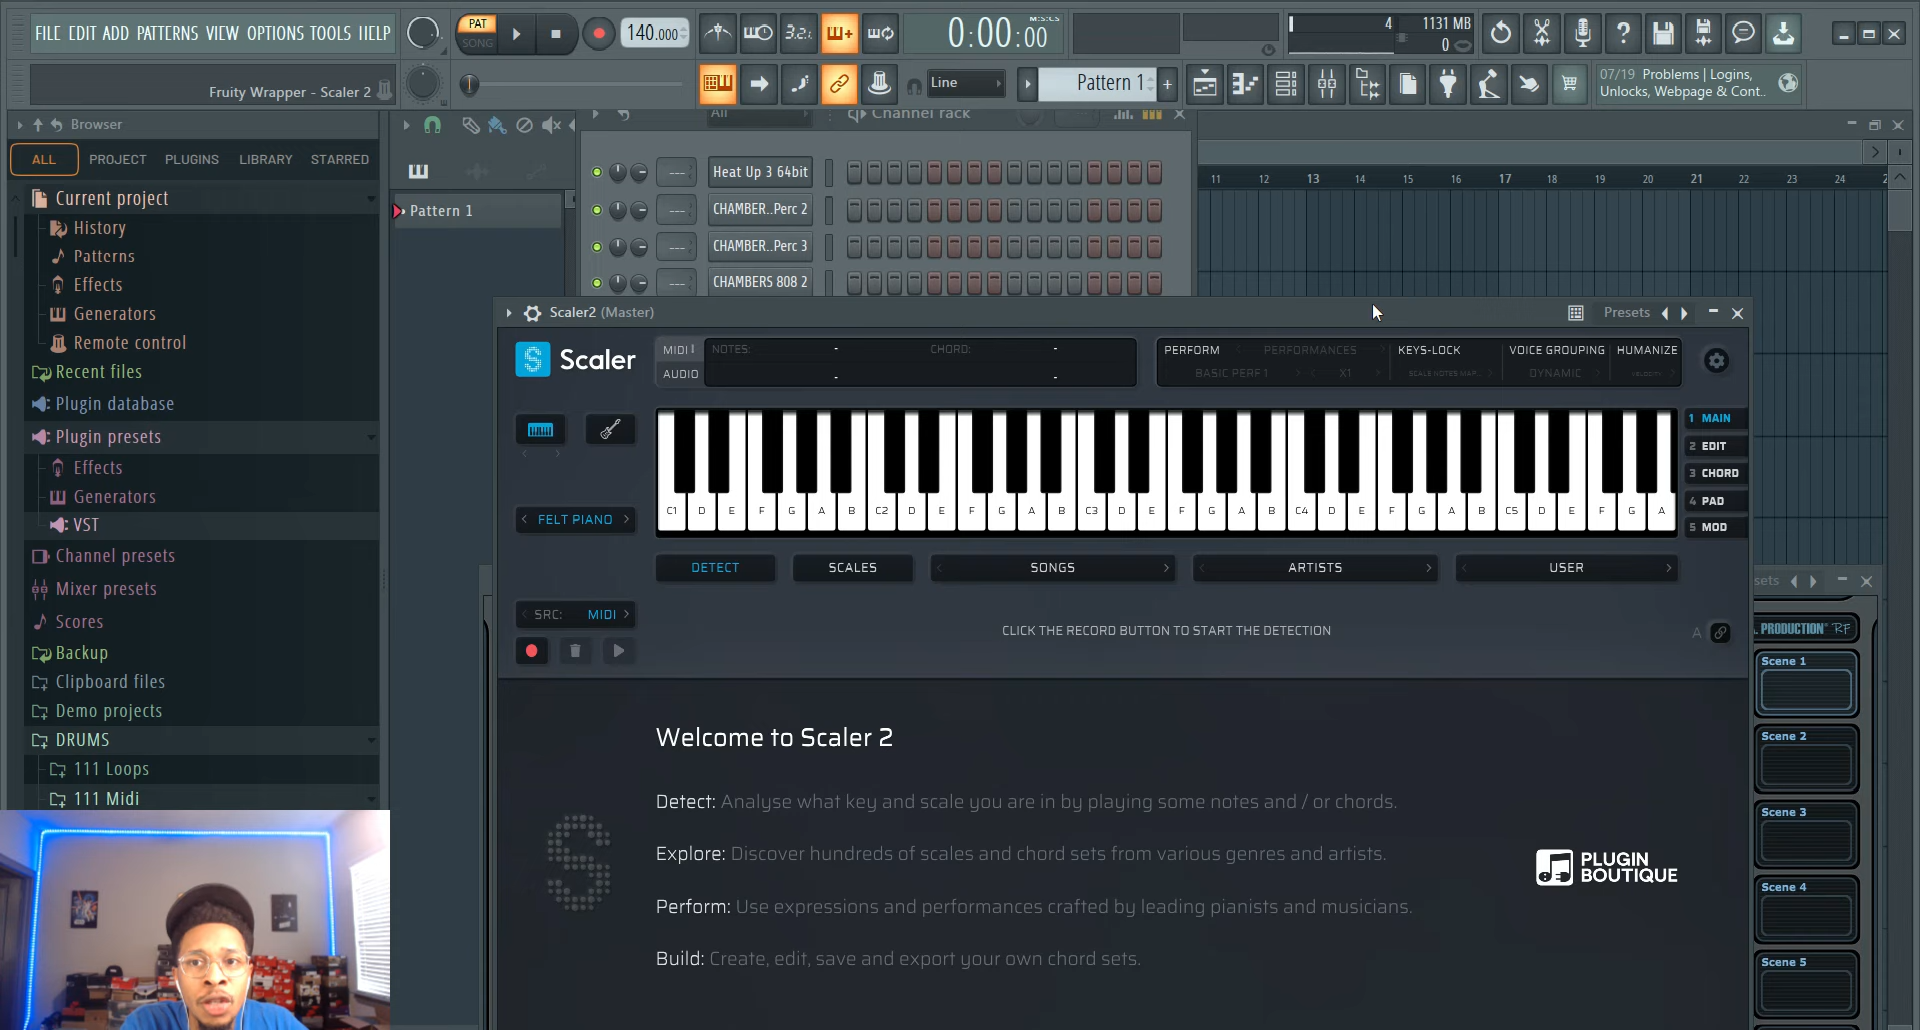 FILE EDIT ADD PATTERNS VIEW OPTIONS TOOLS HELP
PAT
SONG
140.000
3.2.
0:00:00
M:S:CS
4
1131 MB
0
Fruity Wrapper - Scaler 2
Line
Pattern 1
+
07/19 Problems | Logins,
Unlocks, Webpage & Cont..
Browser
All
Channel rack
ALL PROJECT PLUGINS LIBRARY STARRED
Current project
History
Patterns
Effects
Generators
Remote control
Recent files
Plugin database
Plugin presets
Effects
Generators
VST
Channel presets
Mixer presets
Scores
Backup
Clipboard files
Demo projects
DRUMS
111 Loops
111 Midi
Pattern 1
--- Heat Up 3 64bit
--- CHAMBER..Perc 2
--- CHAMBER..Perc 3
--- CHAMBERS 808 2
11 12 13 14 15 16 17 18 19 20 21 22 23 24
Scaler2 (Master)
Presets
Scaler
MIDI
AUDIO
NOTES: -
CHORD: -
- -
PERFORM PERFORMANCES KEYS-LOCK VOICE GROUPING HUMANIZE
BASIC PERF 1 X1 SCALE NOTES MAP... DYNAMIC VELOCITY
1 MAIN
2 EDIT
3 CHORD
4 PAD
5 MOD
C1 D E F G A B C2 D E F G A B C3 D E F G A B C4 D E F G A B C5 D E F G A
FELT PIANO
DETECT SCALES SONGS ARTISTS USER
SRC: MIDI
CLICK THE RECORD BUTTON TO START THE DETECTION
A
Welcome to Scaler 2
Detect: Analyse what key and scale you are in by playing some notes and / or chords.
Explore: Discover hundreds of scales and chord sets from various genres and artists.
Perform: Use expressions and performances crafted by leading pianists and musicians.
Build: Create, edit, save and export your own chord sets.
PLUGIN
BOUTIQUE
sets
PRODUCTION RF
Scene 1
Scene 2
Scene 3
Scene 4
Scene 5